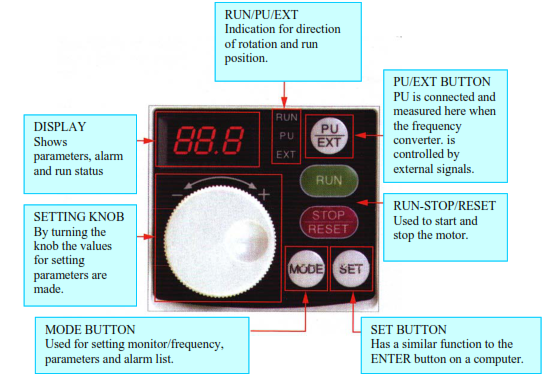 RUN/PU/EXT
Indication for direction
of rotation and run
position.
PU/EXT BUTTON
PU is connected and
measured here when
the frequency
converter. is
controlled by
external signals.
DISPLAY
Shows
parameters, alarm
and run status
88.8
RUN
PU
EXT
PU
EXT
RUN
STOP
RESET
RUN-STOP/RESET
Used to start and
stop the motor.
SETTING KNOB
By turning the
knob the values
for setting
parameters are
made.
-
+
MODE
SET
MODE BUTTON
Used for setting monitor/frequency,
parameters and alarm list.
SET BUTTON
Has a similar function to the
ENTER button on a computer.